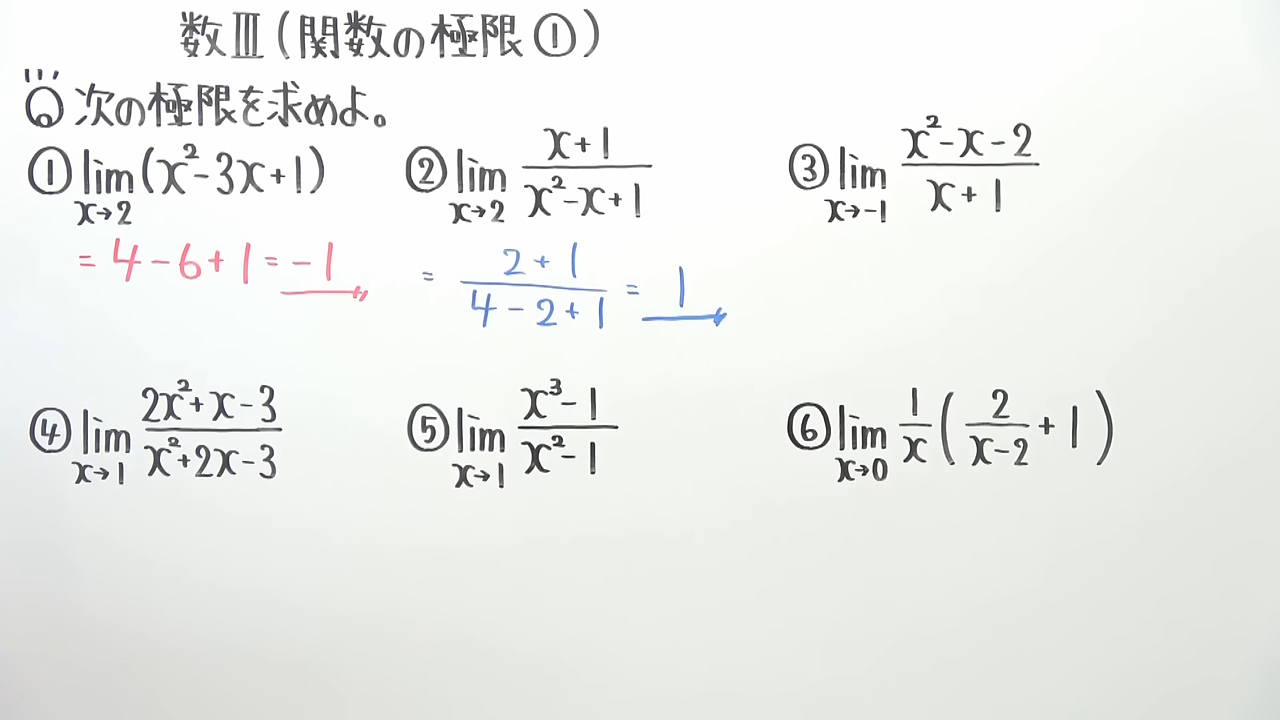 数Ⅲ(関数の極限①)
Q 次の極限を求めよ。
① lim_{x→2} (x²-3x+1)
= 4-6+1 = -1
② lim_{x→2} (x+1)/(x²-x+1)
= (2+1)/(4-2+1) = 1
③ lim_{x→-1} (x²-x-2)/(x+1)
④ lim_{x→1} (2x²+x-3)/(x²+2x-3)
⑤ lim_{x→1} (x³-1)/(x²-1)
⑥ lim_{x→0} 1/x (2/(x-2) + 1)